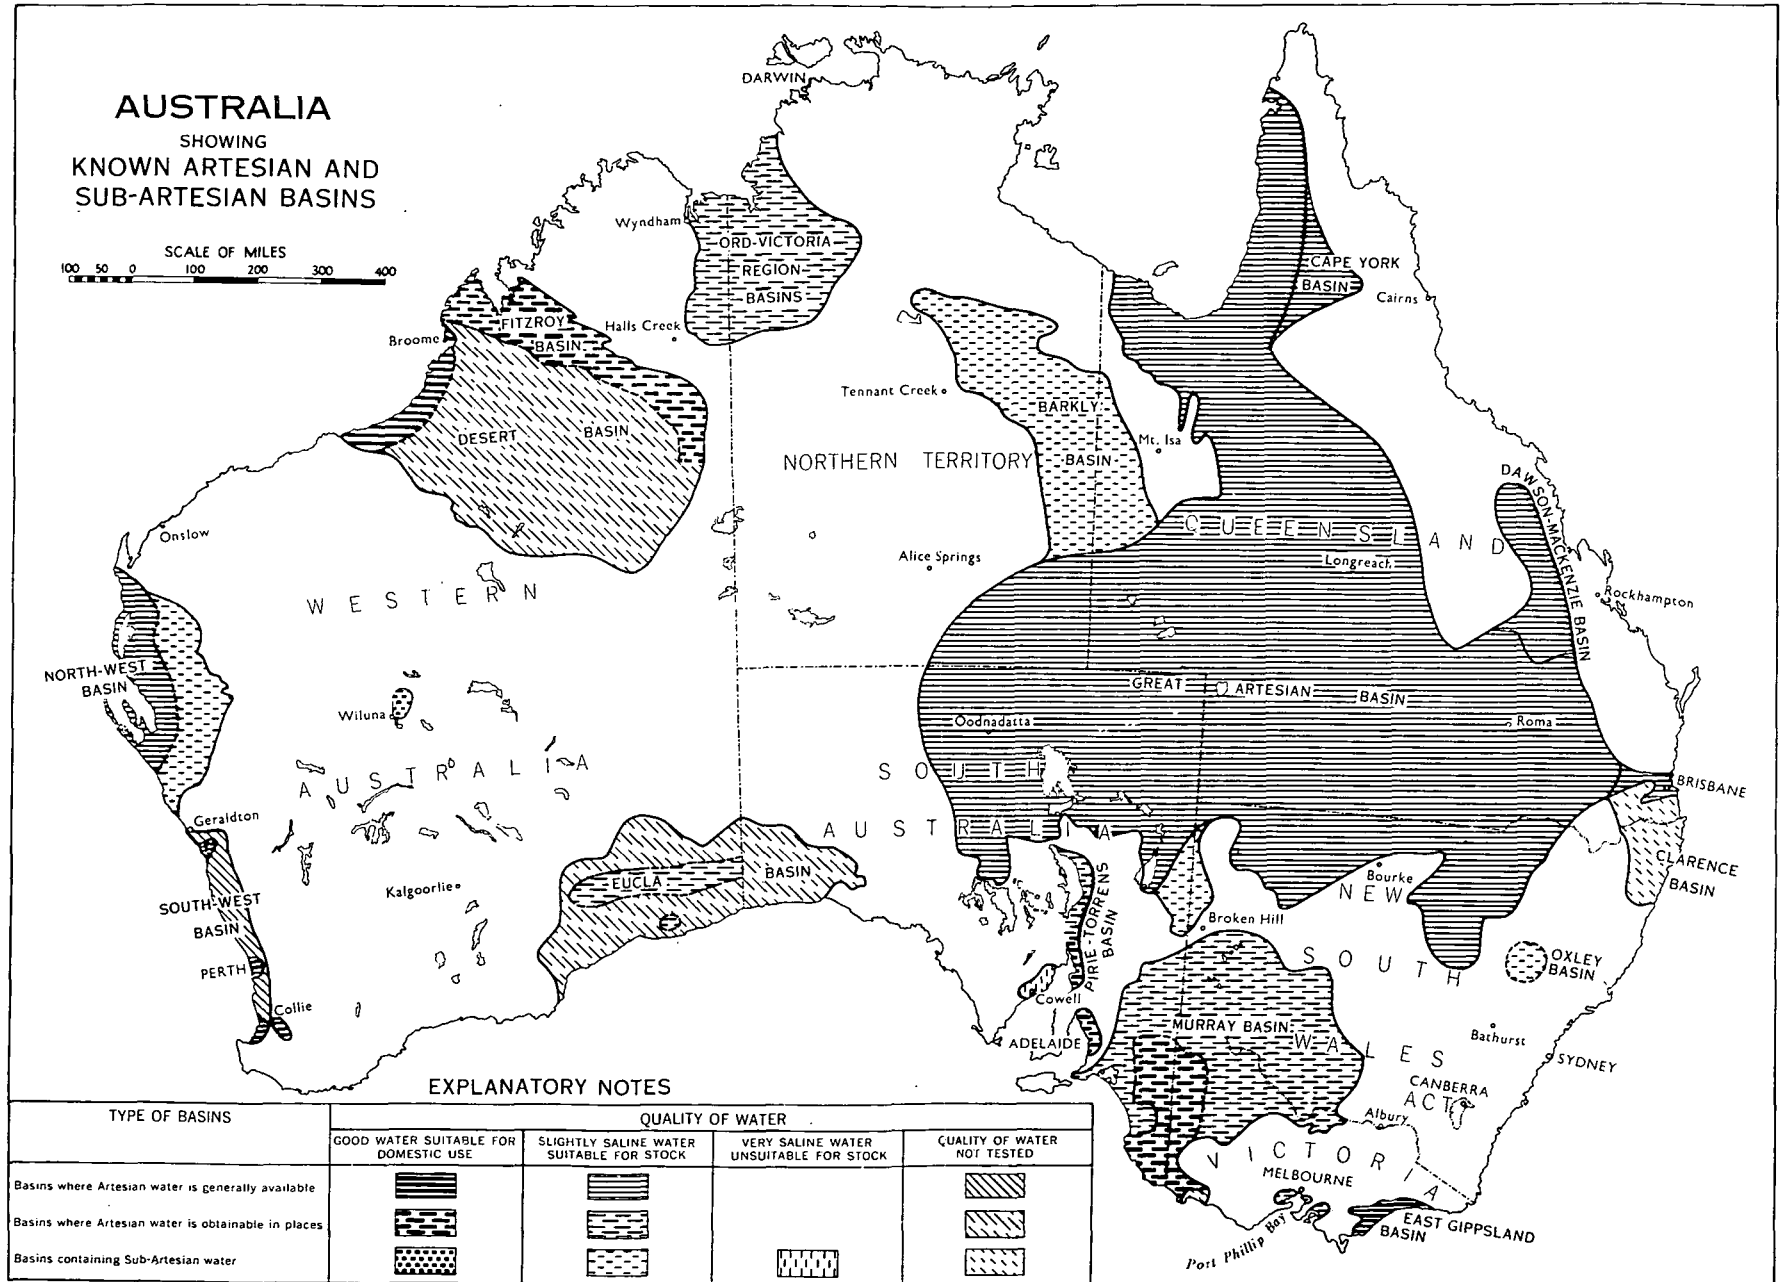 AUSTRALIA
SHOWING
KNOWN ARTESIAN AND
SUB-ARTESIAN BASINS
SCALE OF MILES
100 50 0 100 200 300 400
DARWIN
Wyndham
ORD-VICTORIA
REGION
BASINS
CAPE YORK
BASIN
Cairns
FITZROY
BASIN
Halls Creek
Broome
Tennant Creek
BARKLY
BASIN
Mt. Isa
DESERT BASIN
NORTHERN TERRITORY
DAWSON-MACKENZIE BASIN
QUEENSLAND
Longreach
Onslow
Alice Springs
Rockhampton
WESTERN
NORTH-WEST
BASIN
GREAT ARTESIAN BASIN
Wiluna
Oodnadatta
Roma
SOUTH
AUSTRALIA
BRISBANE
Geraldton
AUSTRALIA
CLARENCE
BASIN
EUCLA BASIN
Kalgoorlie
Bourke
NEW
SOUTH-WEST
BASIN
PIRIE-TORRENS
BASIN
Broken Hill
PERTH
SOUTH
OXLEY
BASIN
Collie
Cowell
ADELAIDE
MURRAY BASIN
WALES
Bathurst
SYDNEY
CANBERRA
ACT
Albury
VICTORIA
MELBOURNE
Port Phillip Bay
EAST GIPPSLAND
BASIN
EXPLANATORY NOTES
TYPE OF BASINS
QUALITY OF WATER
GOOD WATER SUITABLE FOR
DOMESTIC USE
SLIGHTLY SALINE WATER
SUITABLE FOR STOCK
VERY SALINE WATER
UNSUITABLE FOR STOCK
QUALITY OF WATER
NOT TESTED
Basins where Artesian water is generally available
Basins where Artesian water is obtainable in places
Basins containing Sub-Artesian water